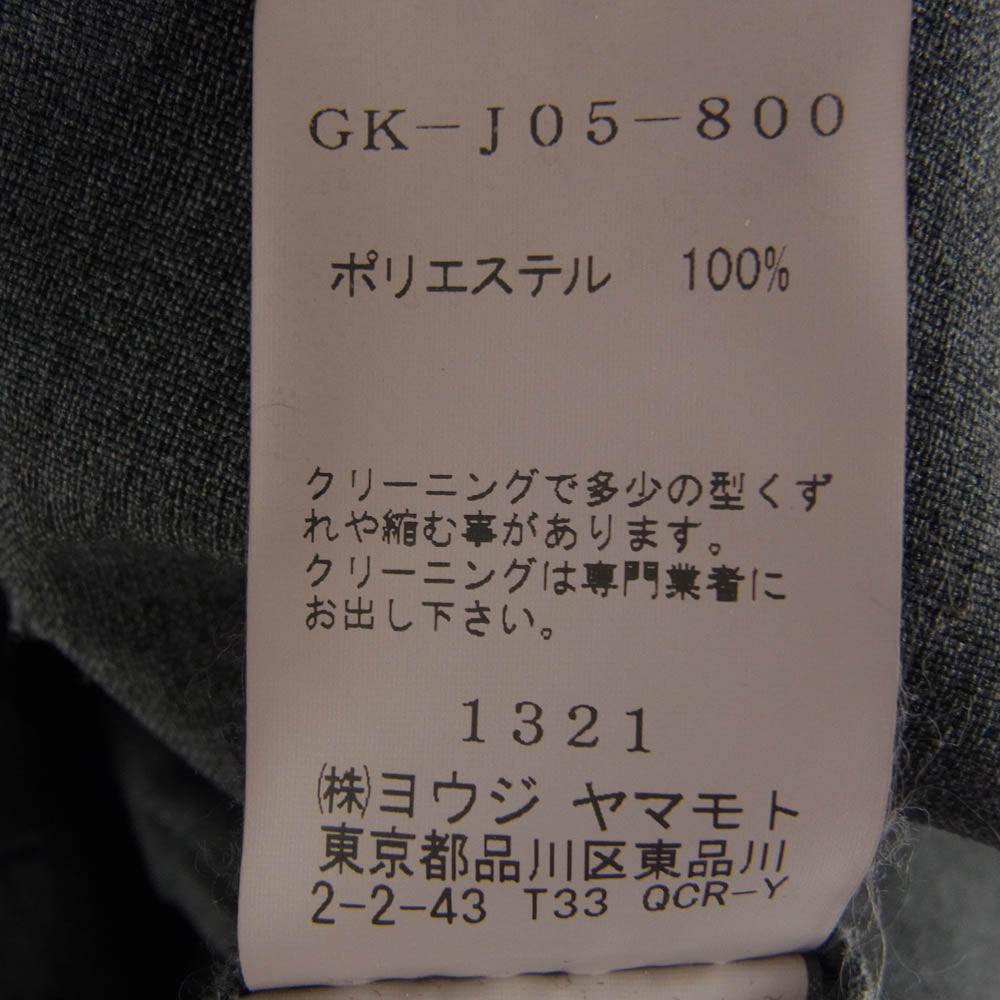 GK-J05-800
ポリエステル 100%
クリーニングで多少の型くず
れや縮む事があります。
クリーニングは専門業者に
お出し下さい。
1321
(株)ヨウジ ヤマモト
東京都品川区東品川
2-2-43 T33 QCR-Y